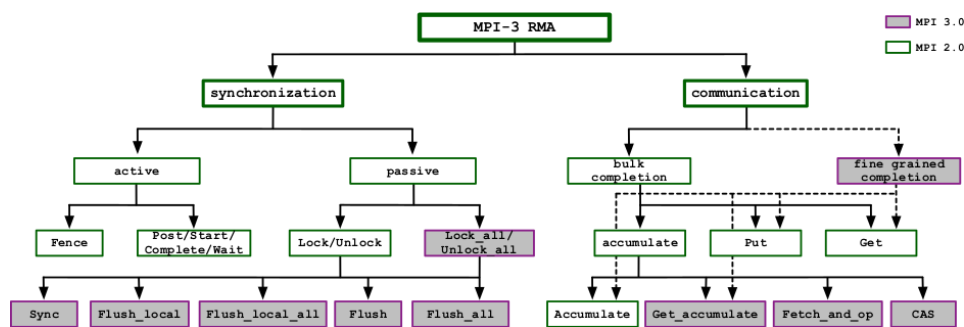 MPI-3 RMA
MPI 3.0
MPI 2.0
synchronization
communication
active
passive
bulk
completion
fine grained
completion
Fence
Post/Start/
Complete/Wait
Lock/Unlock
Lock_all/
Unlock_all
accumulate
Put
Get
Sync
Flush_local
Flush_local_all
Flush
Flush_all
Accumulate
Get_accumulate
Fetch_and_op
CAS